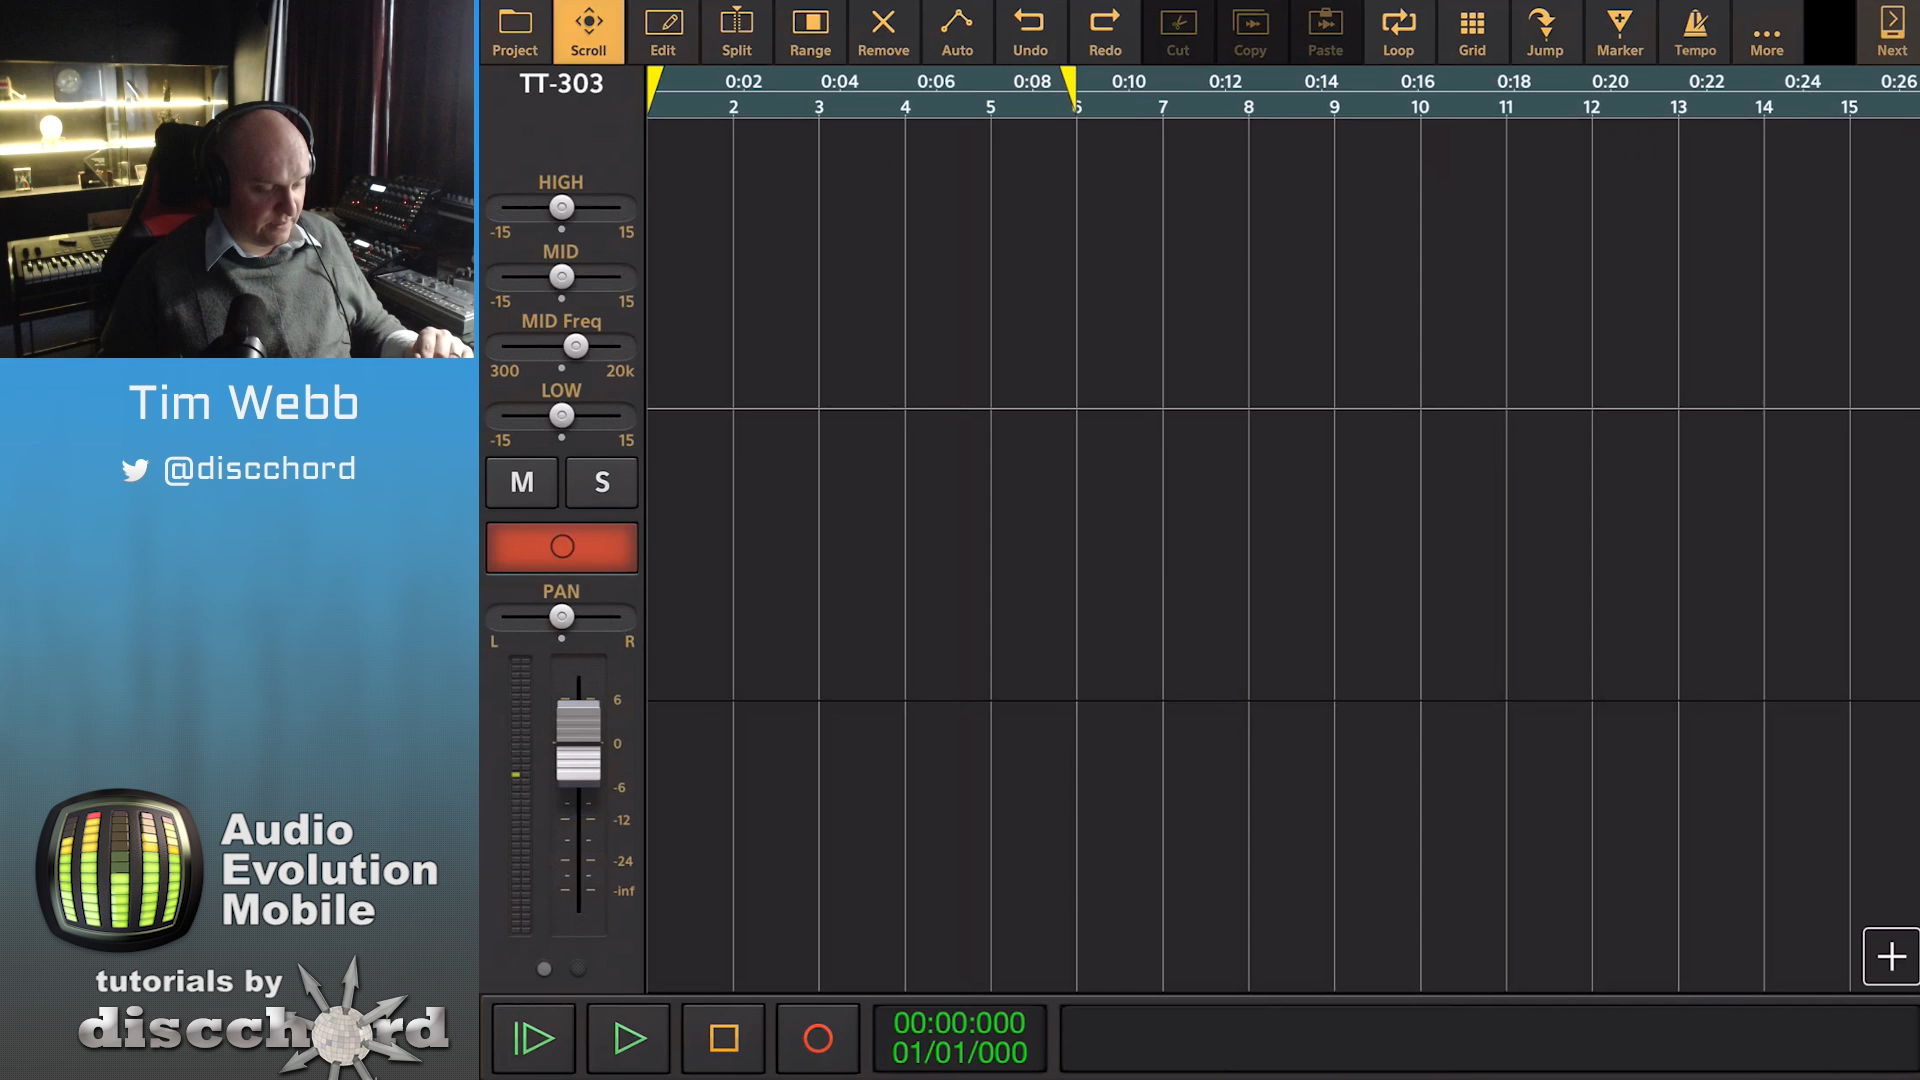 Project
Scroll
Edit
Split
Range
Remove
Auto
Undo
Redo
Cut
Copy
Paste
Loop
Grid
Jump
Marker
Tempo
More
Next
TT-303
0:02 0:04 0:06 0:08 0:10 0:12 0:14 0:16 0:18 0:20 0:22 0:24 0:26
2 3 4 5 6 7 8 9 10 11 12 13 14 15
HIGH
-15 15
MID
-15 15
MID Freq
300 20k
LOW
-15 15
M S
PAN
L R
6
0
-6
-12
-24
-inf
00:00:000
01/01/000
Tim Webb
@discchord
Audio
Evolution
Mobile
tutorials by
discchord